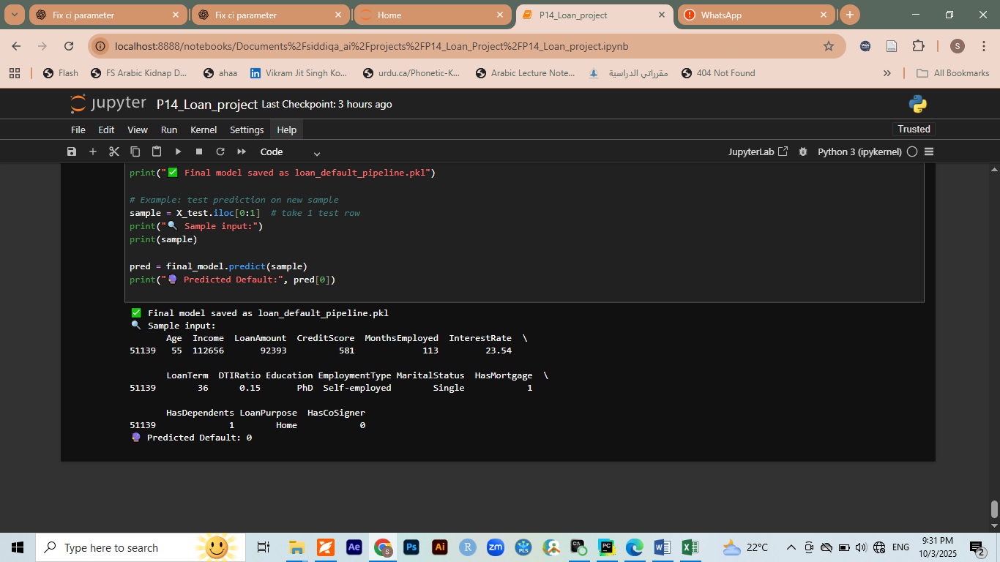 Fix ci parameter
Fix ci parameter
Home
P14_Loan_project
WhatsApp
localhost:8888/notebooks/Documents%2Fsiddiqa_ai%2Fprojects%2FP14_Loan_Project%2FP14_Loan_project.ipynb
S
Flash
FS Arabic Kidnap D...
ahaa
Vikram Jit Singh Ko...
urdu.ca/Phonetic-K...
Arabic Lecture Note...
مقرراتي الدراسية
404 Not Found
All Bookmarks
jupyter P14_Loan_project Last Checkpoint: 3 hours ago
File Edit View Run Kernel Settings Help
Trusted
Code
JupyterLab
Python 3 (ipykernel)
print("✅ Final model saved as loan_default_pipeline.pkl")
# Example: test prediction on new sample
sample = X_test.iloc[0:1]  # take 1 test row
print("🔍 Sample input:")
print(sample)
pred = final_model.predict(sample)
print("🔮 Predicted Default:", pred[0])
✅ Final model saved as loan_default_pipeline.pkl
🔍 Sample input:
Age  Income  LoanAmount  CreditScore  MonthsEmployed  InterestRate  \
51139   55  112656       92393          581             113         23.54
LoanTerm  DTIRatio Education EmploymentType MaritalStatus  HasMortgage  \
51139        36      0.15       PhD  Self-employed        Single            1
HasDependents LoanPurpose  HasCoSigner
51139              1        Home            0
🔮 Predicted Default: 0
Type here to search
Ae
S
Ps
Ai
R
zm
PLS
C:\
PC
W
X
22°C
ENG
9:31 PM
10/3/2025
2